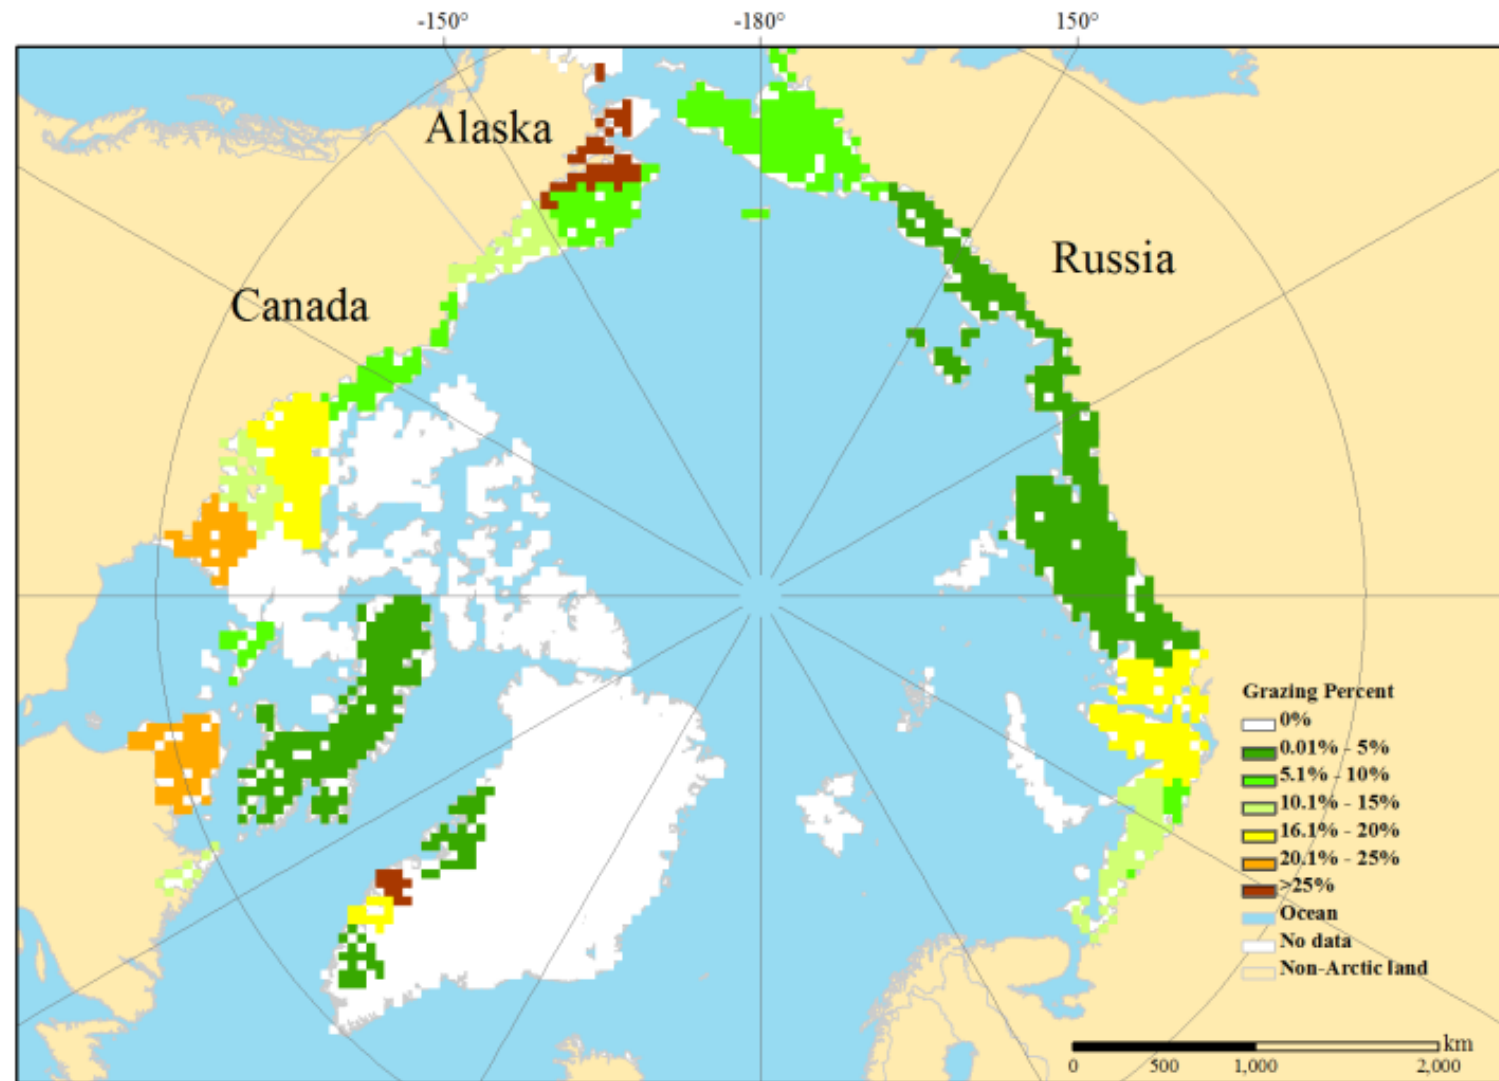 -150°
-180°
150°
Alaska
Russia
Canada
Grazing Percent
0%
0.01% - 5%
5.1% - 10%
10.1% - 15%
16.1% - 20%
20.1% - 25%
>25%
Ocean
No data
Non-Arctic land
km
0 500 1,000 2,000